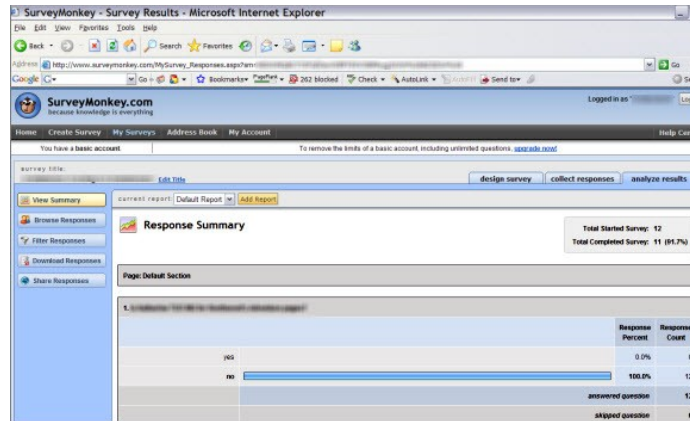 SurveyMonkey - Survey Results - Microsoft Internet Explorer
File Edit View Favorites Tools Help
Back Search Favorites
Address http://www.surveymonkey.com/MySurvey_Responses.aspx?sm= Go
Google Go Bookmarks PageRank 262 blocked Check AutoLink Send to
SurveyMonkey.com Logged in as "
because knowledge is everything
Home Create Survey My Surveys Address Book My Account Help
You have a basic account To remove the limits of a basic account, including unlimited questions, upgrade now!
survey title:
Edit Title design survey collect responses analyze results
View Summary current report: Default Report Add Report
Browse Responses Response Summary Total Started Survey: 12
Filter Responses Total Completed Survey: 11 (91.7%)
Download Responses
Share Responses Page: Default Section
1.
Response Percent Response Count
yes 0.0%
no 100.0% 12
answered question 12
skipped question